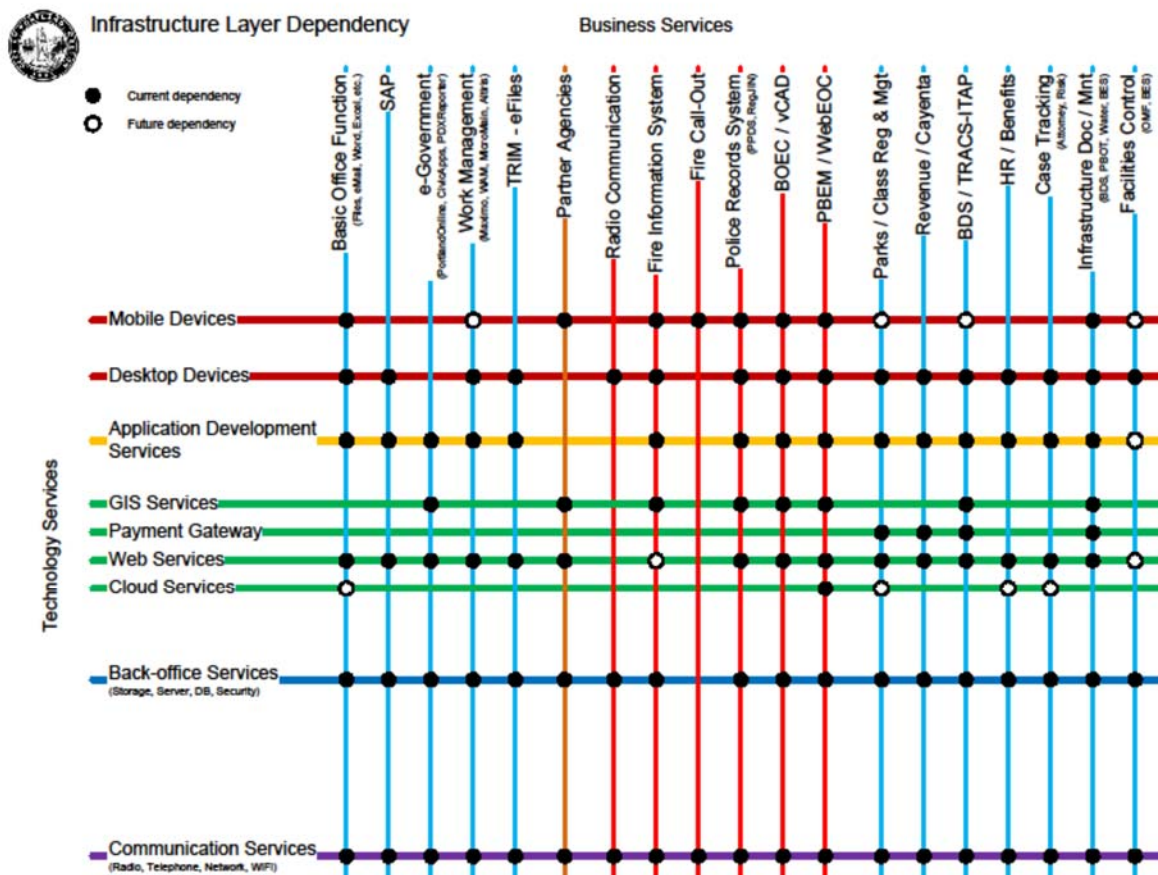 Infrastructure Layer Dependency
Business Services
Current dependency
Future dependency
Basic Office Function
(Files, eMail, Word, Excel, etc.)
SAP
e-Government
(PortlandOnline, CivicApps, PDXReporter)
Work Management
(Maximo, WAM, MicroMain, Altiris)
TRIM - eFiles
Partner Agencies
Radio Communication
Fire Information System
Fire Call-Out
Police Records System
(PPDS, RegJIN)
BOEC / vCAD
PBEM / WebEOC
Parks / Class Reg & Mgt
Revenue / Cayenta
BDS / TRACS-ITAP
HR / Benefits
Case Tracking
(Attorney, Risk)
Infrastructure Doc / Mnt
(BDS, PBOT, Water, BES)
Facilities Control
(OMF, BES)
Technology Services
Mobile Devices
Desktop Devices
Application Development
Services
GIS Services
Payment Gateway
Web Services
Cloud Services
Back-office Services
(Storage, Server, DB, Security)
Communication Services
(Radio, Telephone, Network, WiFi)